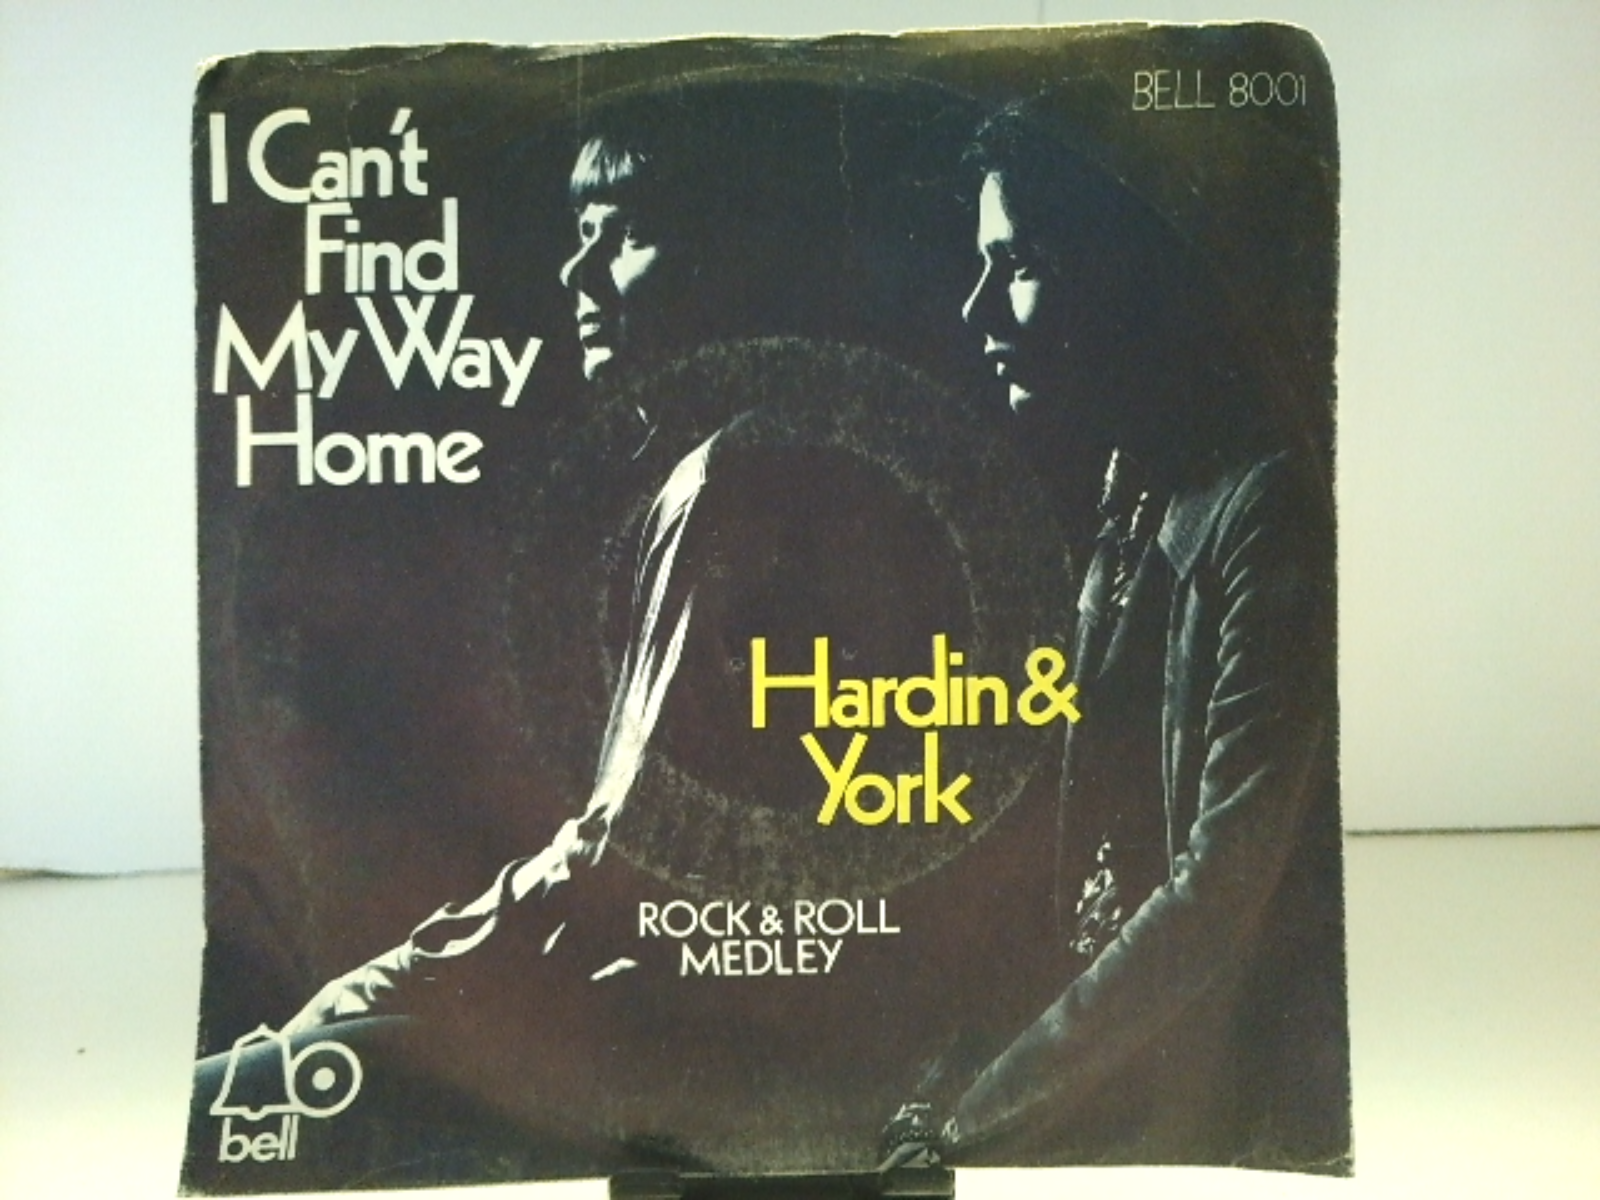 BELL 8001
I Can't
Find
My Way
Home
Hardin &
York
ROCK & ROLL
MEDLEY
bell